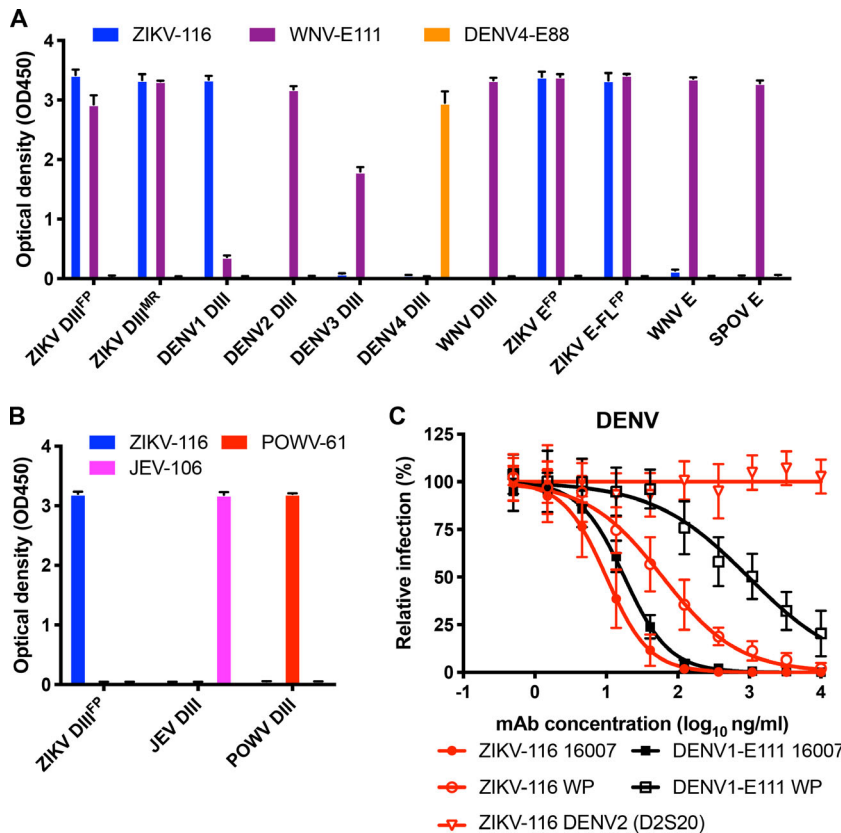 A
ZIKV-116 WNV-E111 DENV4-E88
Optical density (OD450)
4
3
2
1
0
ZIKV DIII^FP
ZIKV DIII^MR
DENV1 DIII
DENV2 DIII
DENV3 DIII
DENV4 DIII
WNV DIII
ZIKV E^FP
ZIKV E-FL^FP
WNV E
SPOV E
B
ZIKV-116 POWV-61
JEV-106
Optical density (OD450)
4
3
2
1
0
ZIKV DIII^FP
JEV DIII
POWV DIII
C
DENV
Relative infection (%)
125
100
75
50
25
0
-1 0 1 2 3 4
mAb concentration (log₁₀ ng/ml)
ZIKV-116 16007 DENV1-E111 16007
ZIKV-116 WP DENV1-E111 WP
ZIKV-116 DENV2 (D2S20)